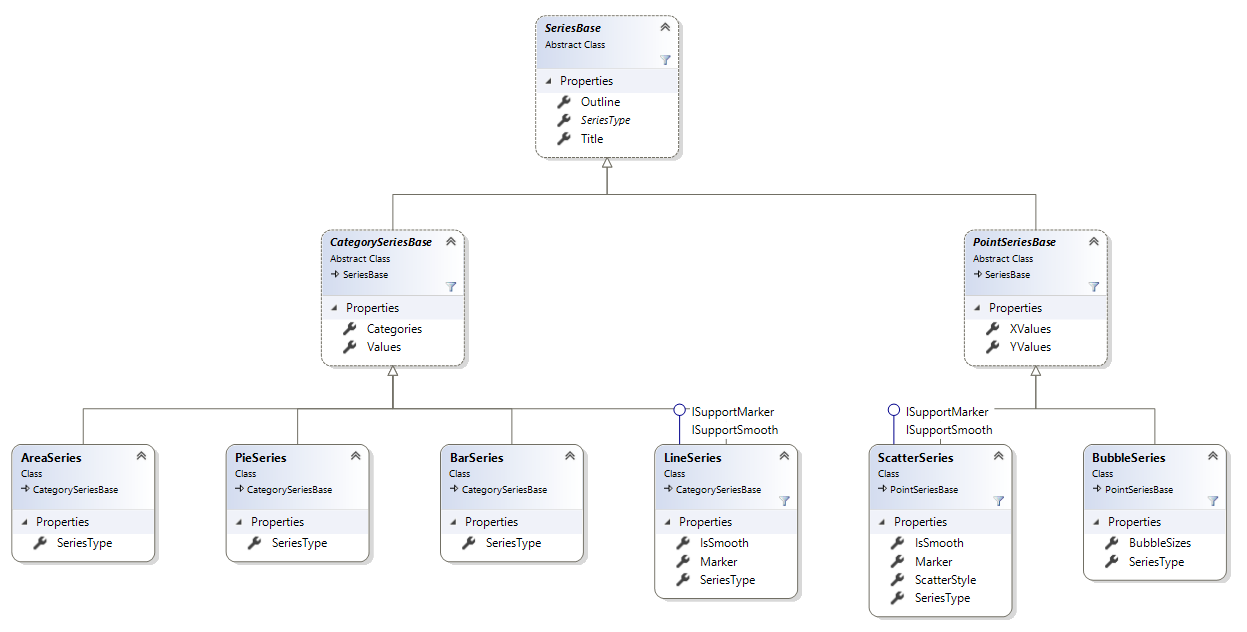 SeriesBase
Abstract Class
Properties
Outline
SeriesType
Title
CategorySeriesBase
Abstract Class
SeriesBase
Properties
Categories
Values
PointSeriesBase
Abstract Class
SeriesBase
Properties
XValues
YValues
AreaSeries
Class
CategorySeriesBase
Properties
SeriesType
PieSeries
Class
CategorySeriesBase
Properties
SeriesType
BarSeries
Class
CategorySeriesBase
Properties
SeriesType
ISupportMarker
ISupportSmooth
LineSeries
Class
CategorySeriesBase
Properties
IsSmooth
Marker
SeriesType
ISupportMarker
ISupportSmooth
ScatterSeries
Class
PointSeriesBase
Properties
IsSmooth
Marker
ScatterStyle
SeriesType
BubbleSeries
Class
PointSeriesBase
Properties
BubbleSizes
SeriesType